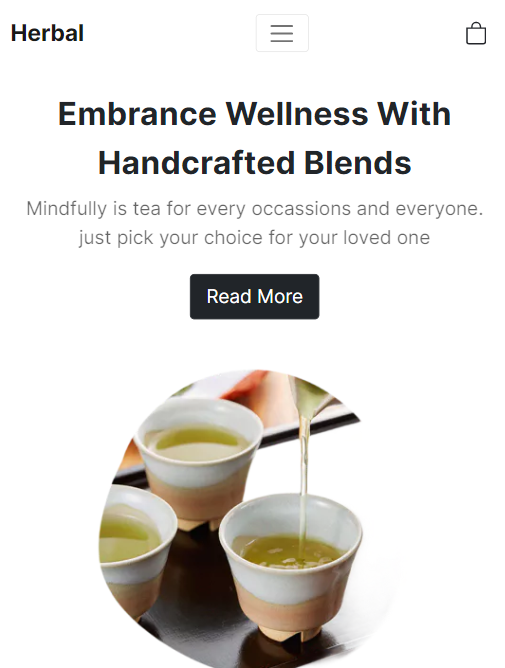 Herbal
Embrance Wellness With
Handcrafted Blends
Mindfully is tea for every occassions and everyone.
just pick your choice for your loved one
Read More